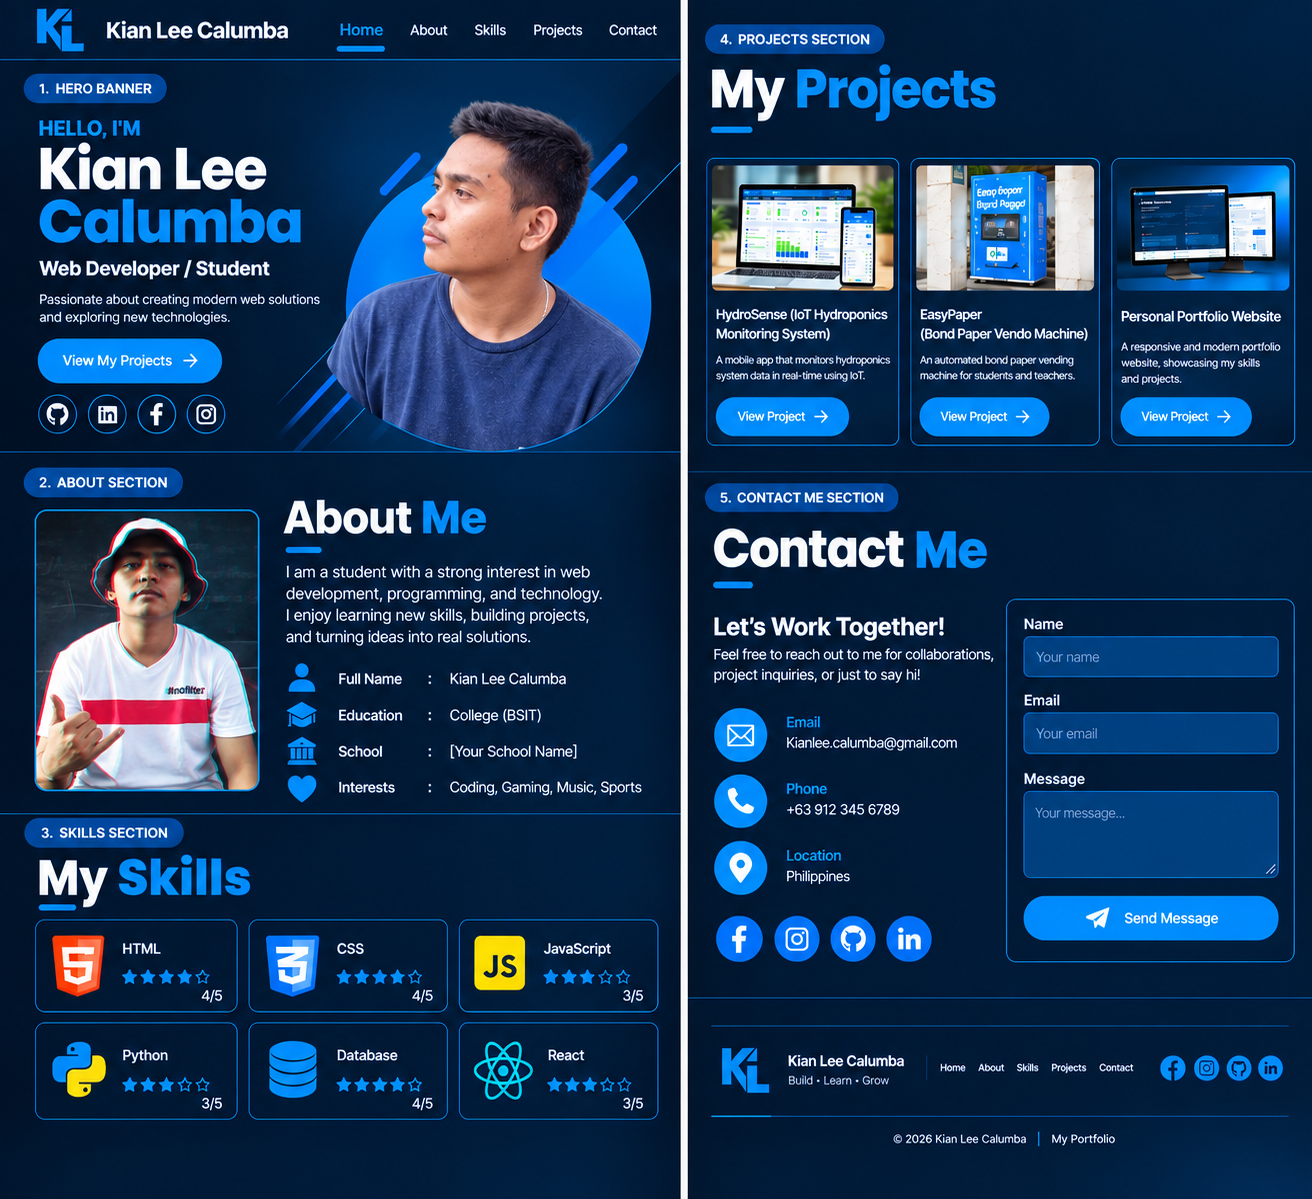 KL
Kian Lee Calumba
Home
About
Skills
Projects
Contact
1. HERO BANNER
HELLO, I'M
Kian Lee
Calumba
Web Developer / Student
Passionate about creating modern web solutions
and exploring new technologies.
View My Projects
in
2. ABOUT SECTION
#nofilter
About Me
I am a student with a strong interest in web
development, programming, and technology.
I enjoy learning new skills, building projects,
and turning ideas into real solutions.
Full Name : Kian Lee Calumba
Education : College (BSIT)
School : [Your School Name]
Interests : Coding, Gaming, Music, Sports
3. SKILLS SECTION
My Skills
HTML
4/5
CSS
4/5
JS
JavaScript
3/5
Python
3/5
Database
4/5
React
3/5
4. PROJECTS SECTION
My Projects
HydroSense (IoT Hydroponics
Monitoring System)
A mobile app that monitors hydroponics
system data in real-time using IoT.
View Project
EasyPaper
(Bond Paper Vendo Machine)
An automated bond paper vending
machine for students and teachers.
View Project
Personal Portfolio Website
A responsive and modern portfolio
website, showcasing my skills
and projects.
View Project
5. CONTACT ME SECTION
Contact Me
Let's Work Together!
Feel free to reach out to me for collaborations,
project inquiries, or just to say hi!
Email
Kianlee.calumba@gmail.com
Phone
+63 912 345 6789
Location
Philippines
in
Name
Your name
Email
Your email
Message
Your message...
Send Message
KL
Kian Lee Calumba
Build • Learn • Grow
Home
About
Skills
Projects
Contact
in
© 2026 Kian Lee Calumba | My Portfolio